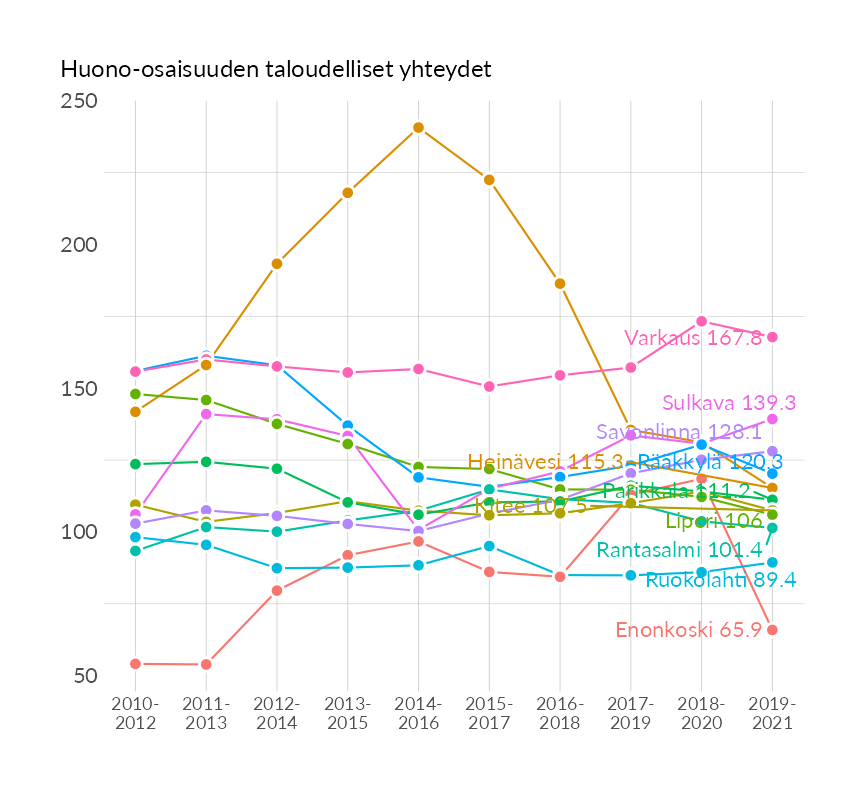 Huono-osaisuuden taloudelliset yhteydet
250
200
150
100
50
Varkaus 167.8
Sulkava 139.3
Savonlinna 128.1
Heinävesi 115.3
Rääkkylä 120.3
Parikkala 111.2
Kitee 107.5
Liperi 106
Rantasalmi 101.4
Ruokolahti 89.4
Enonkoski 65.9
2010- 2011- 2012- 2013- 2014- 2015- 2016- 2017- 2018- 2019-
2012 2013 2014 2015 2016 2017 2018 2019 2020 2021